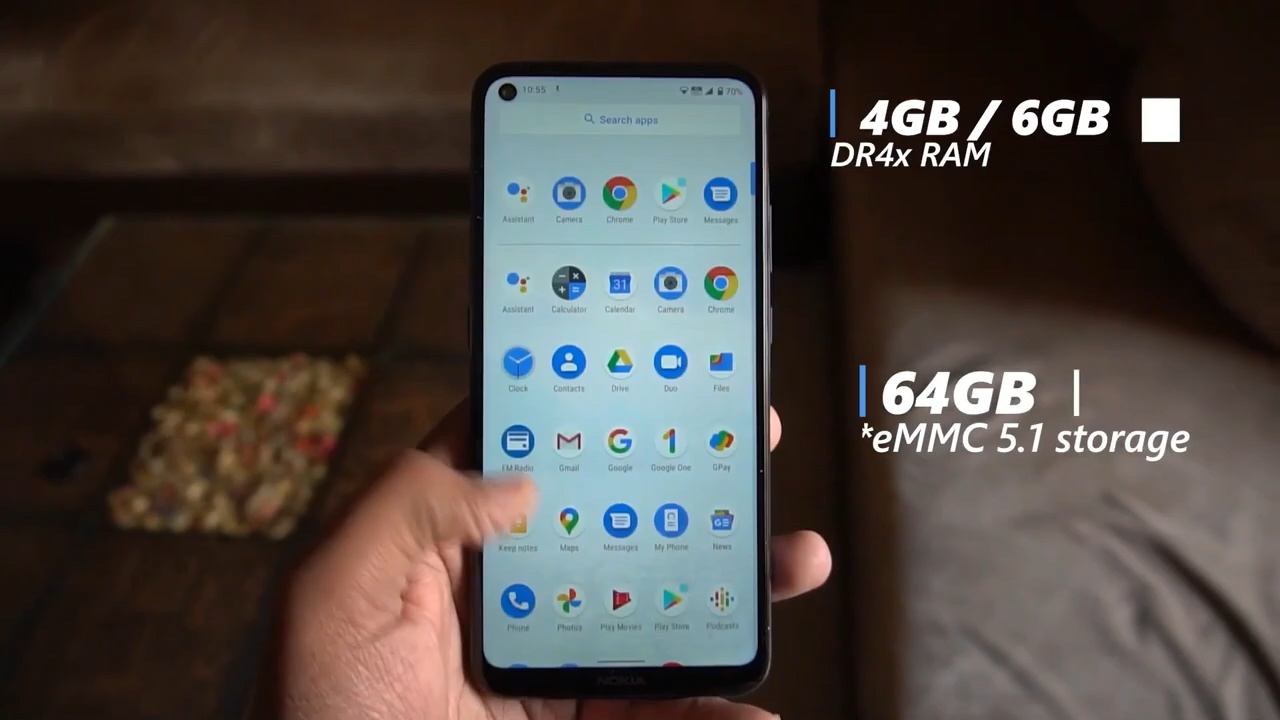 10:55
70%
Search apps
Assistant Camera Chrome Play Store Messages
Assistant Calculator Calendar Camera Chrome
31
Clock Contacts Drive Duo Files
FM Radio Gmail Google Google One GPay
Keep notes Maps Messages My Phone News
Phone Photos Play Movies Play Store Podcasts
NOKIA
4GB / 6GB
DR4x RAM
64GB
*eMMC 5.1 storage